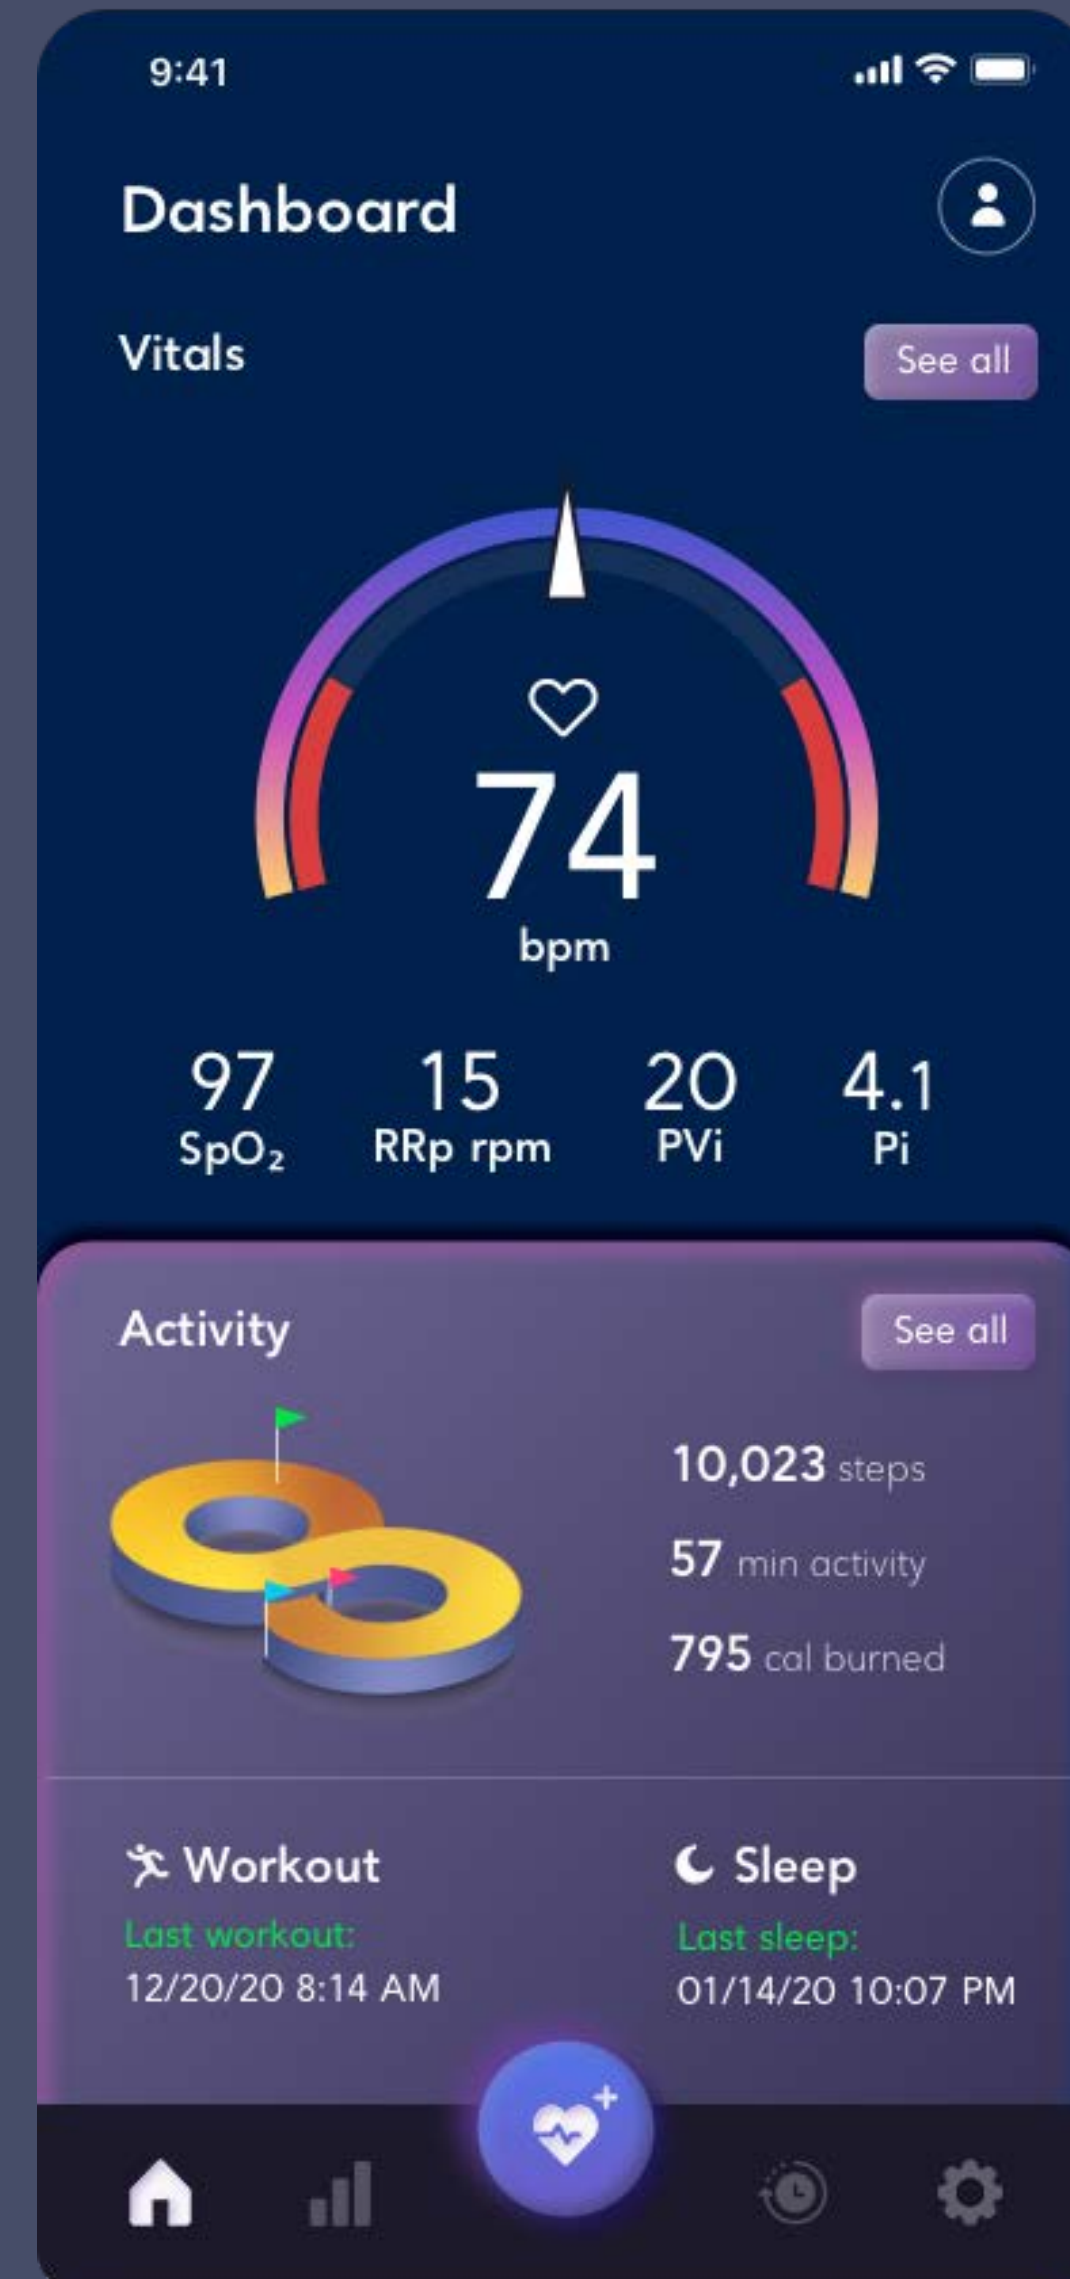 9:41
Dashboard
Vitals
See all
74
bpm
97
SpO₂
15
RRp rpm
20
PVi
4.1
Pi
Activity
See all
10,023 steps
57 min activity
795 cal burned
Workout
Last workout:
12/20/20 8:14 AM
Sleep
Last sleep:
01/14/20 10:07 PM